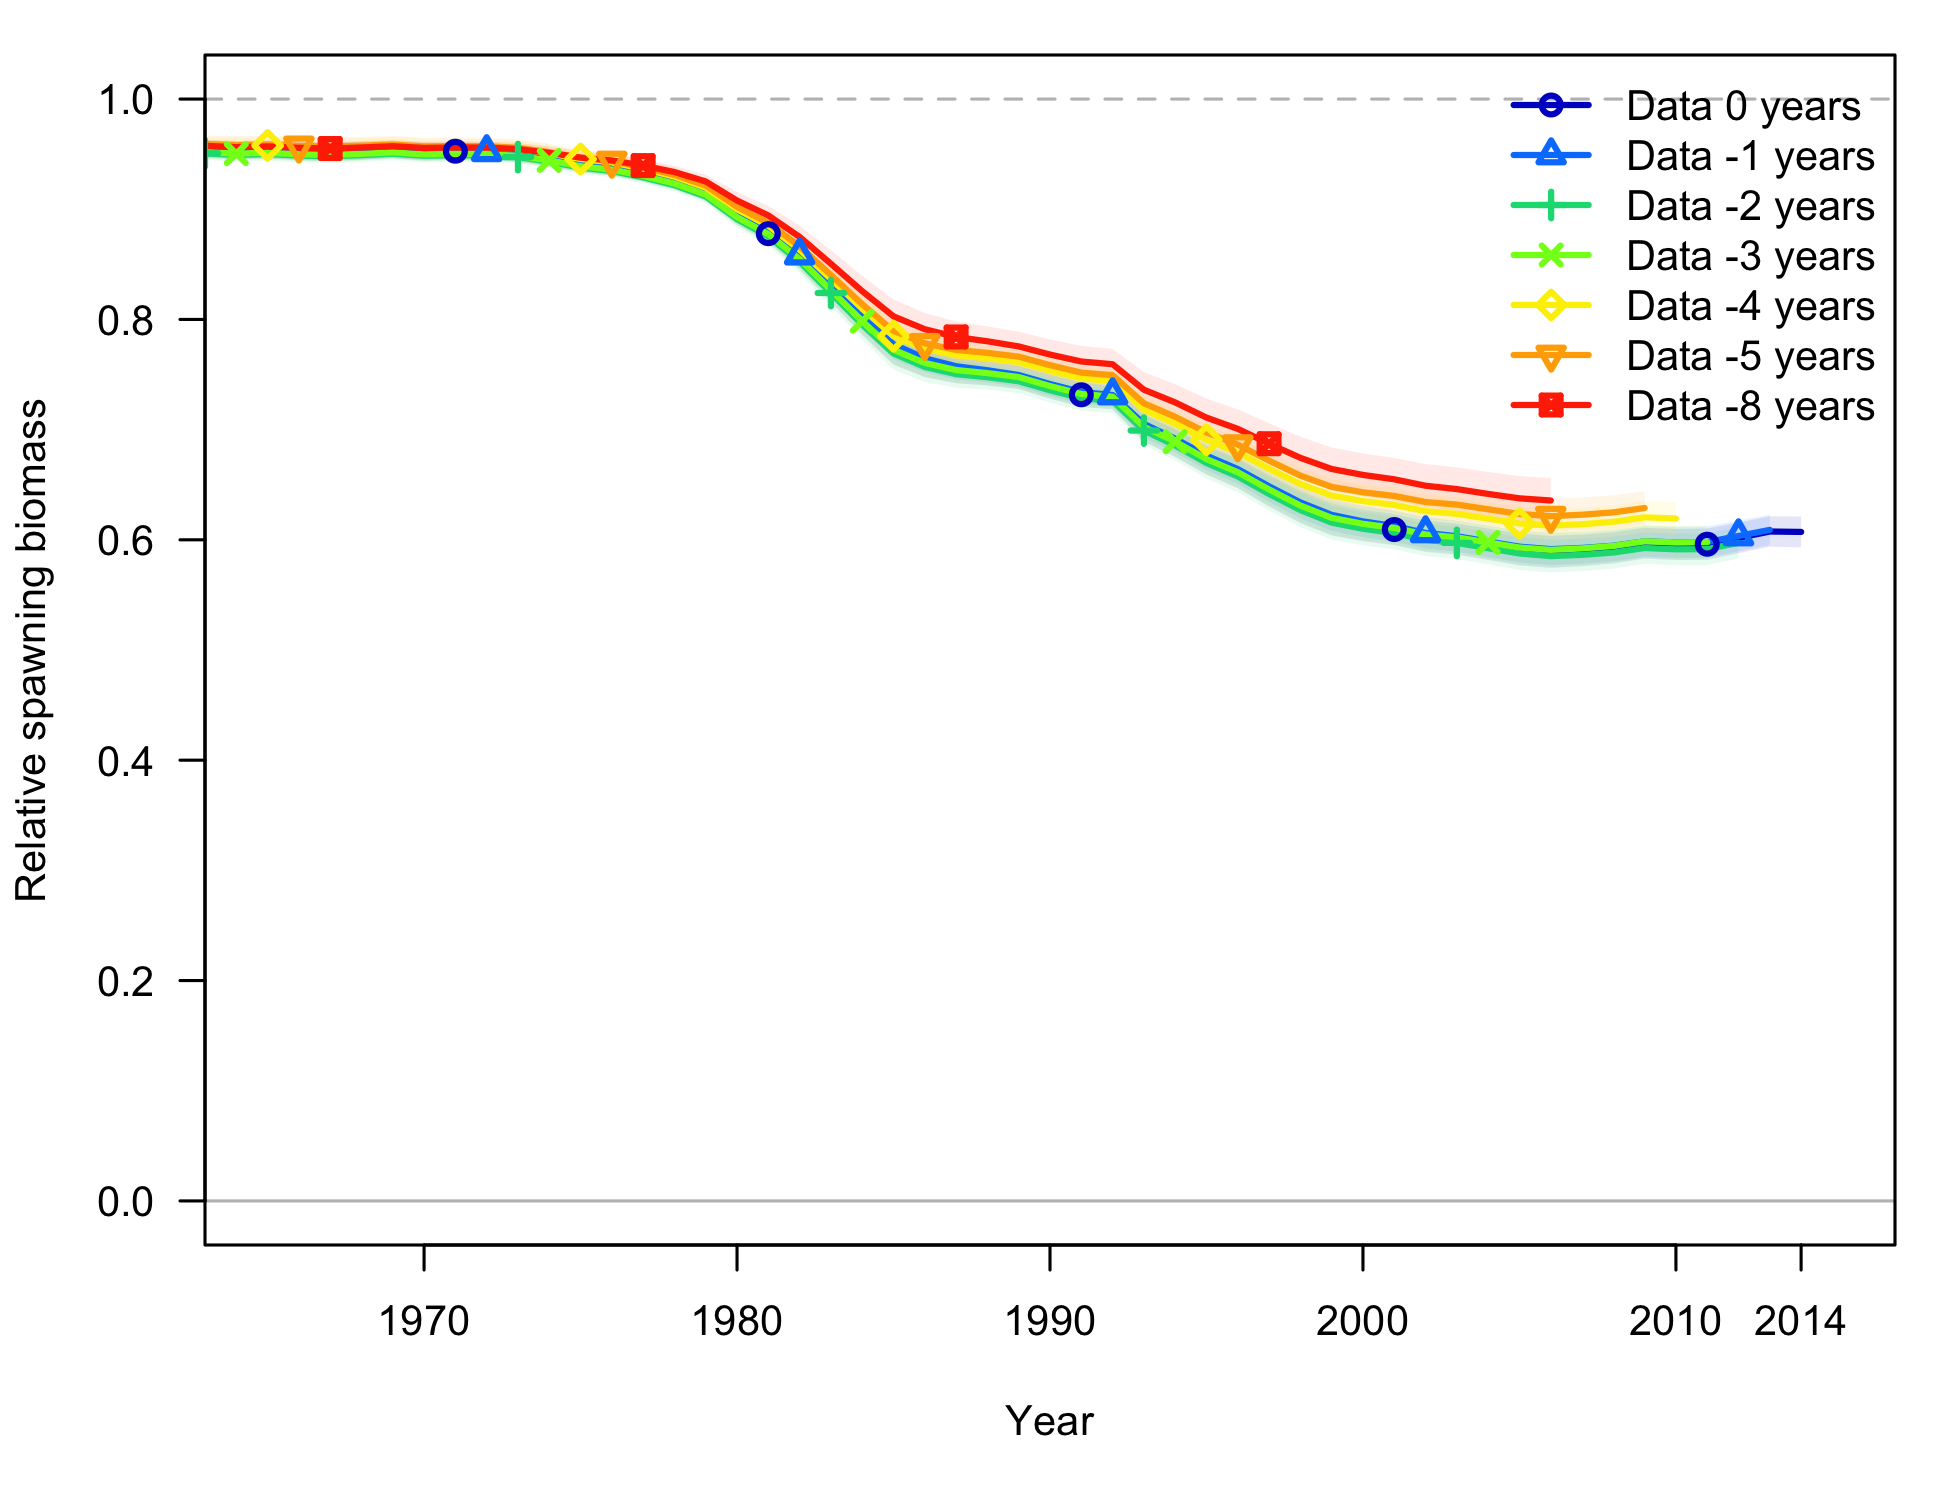 1.0
0.8
0.6
0.4
0.2
0.0
Relative spawning biomass
Data 0 years
Data -1 years
Data -2 years
Data -3 years
Data -4 years
Data -5 years
Data -8 years
1970 1980 1990 2000 2010 2014
Year